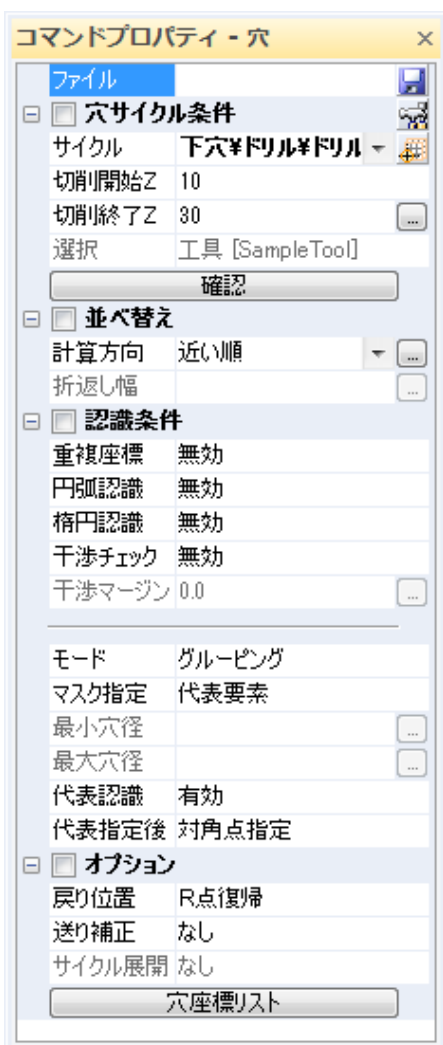 コマンドプロパティ - 穴 ×
ファイル
穴サイクル条件
サイクル 下穴¥ドリル¥ドリル
切削開始Z 10
切削終了Z 30 ...
選択 工具 [SampleTool]
確認
並べ替え
計算方向 近い順 ...
折返し幅 ...
認識条件
重複座標 無効
円弧認識 無効
楕円認識 無効
干渉チェック 無効
干渉マージン 0.0 ...
モード グルーピング
マスク指定 代表要素
最小穴径 ...
最大穴径 ...
代表認識 有効
代表指定後 対角点指定
オプション
戻り位置 R点復帰
送り補正 なし
サイクル展開 なし
穴座標リスト